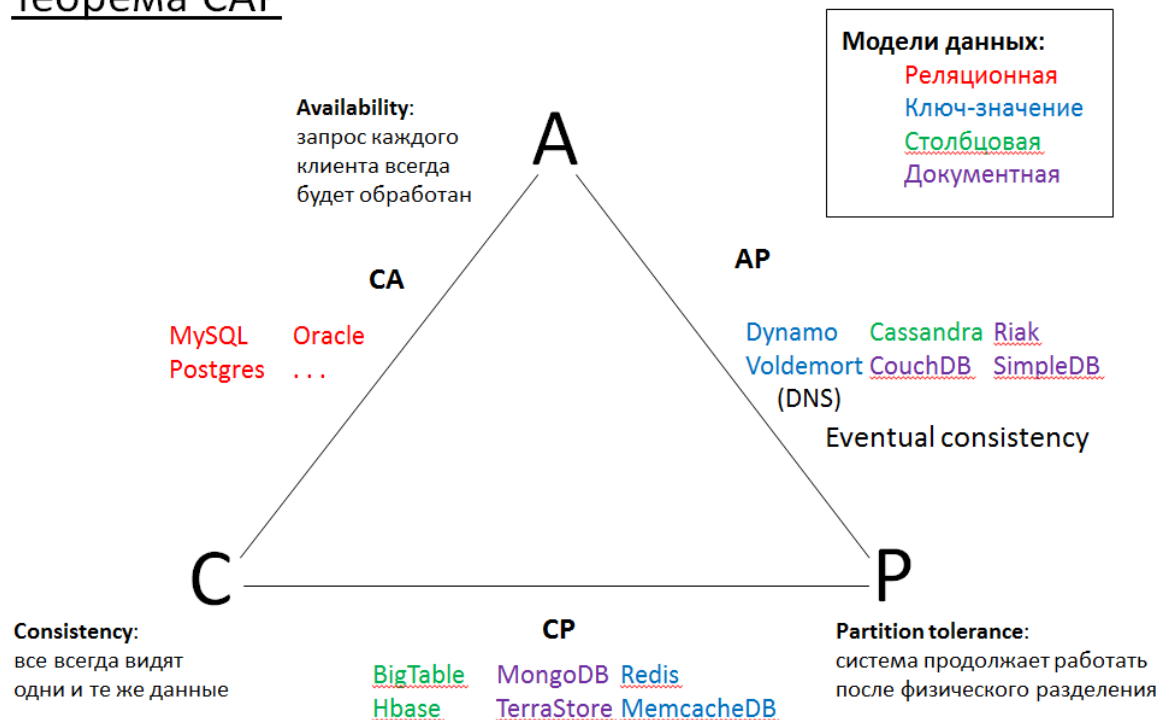 Теорема CAP
Модели данных:
Реляционная
Ключ-значение
Столбцовая
Документная
Availability:
запрос каждого
клиента всегда
будет обработан
A
CA
AP
MySQL Oracle
Postgres . . .
Dynamo Cassandra Riak
Voldemort CouchDB SimpleDB
(DNS)
Eventual consistency
C
P
Consistency:
все всегда видят
одни и те же данные
CP
BigTable MongoDB Redis
Hbase TerraStore MemcacheDB
Partition tolerance:
система продолжает работать
после физического разделения